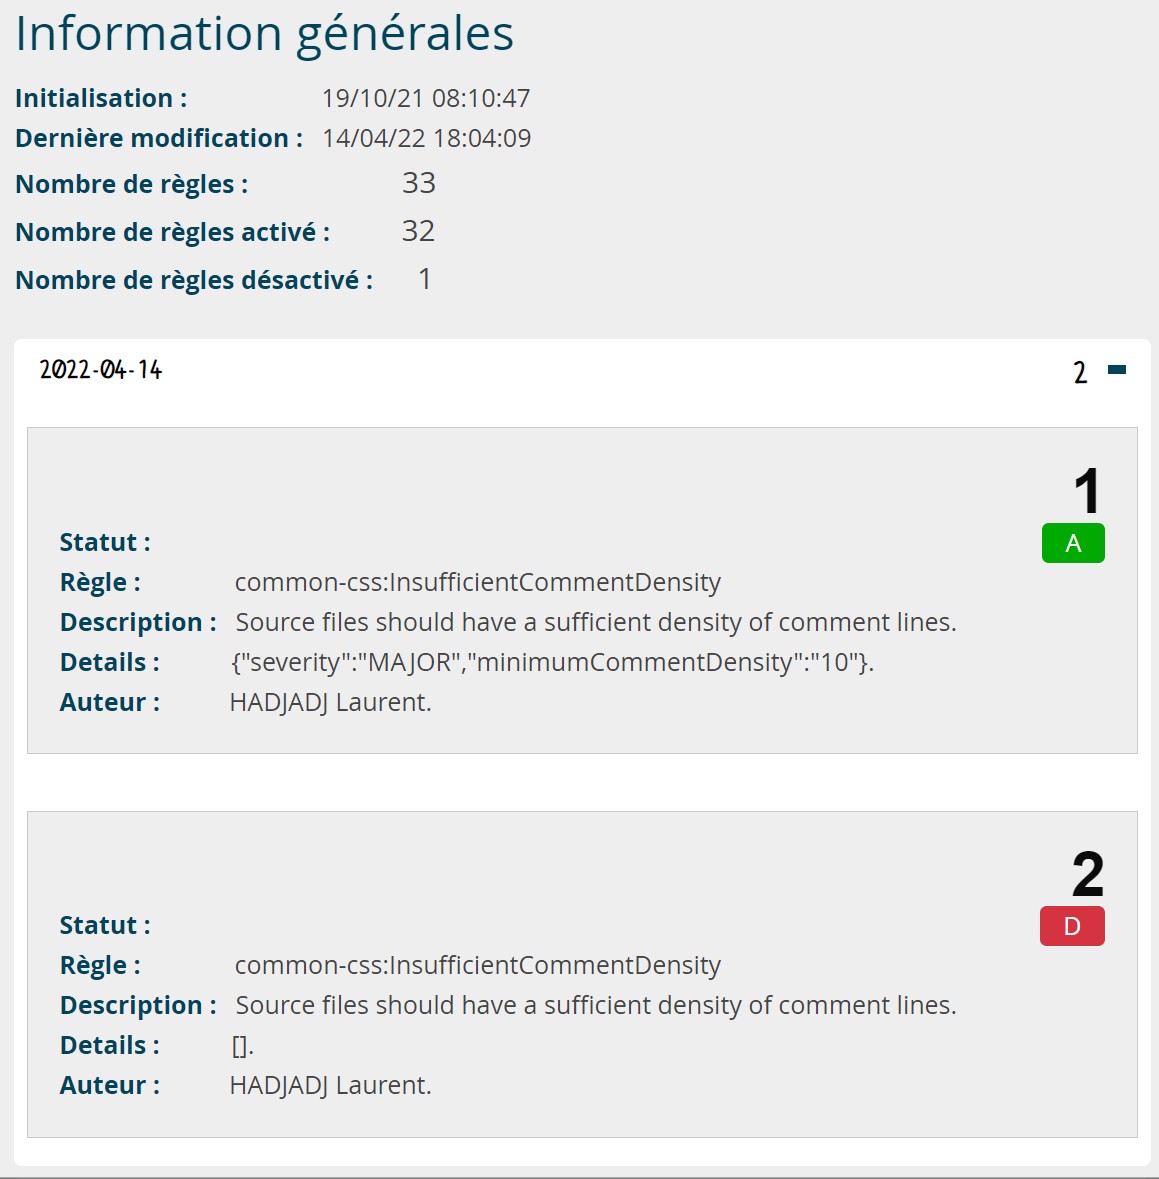 Information générales
Initialisation : 19/10/21 08:10:47
Dernière modification : 14/04/22 18:04:09
Nombre de règles : 33
Nombre de règles activé : 32
Nombre de règles désactivé : 1
2022-04-14 2
1
Statut : A
Règle : common-css:InsufficientCommentDensity
Description : Source files should have a sufficient density of comment lines.
Details : {"severity":"MAJOR","minimumCommentDensity":"10"}.
Auteur : HADJADJ Laurent.
2
Statut : D
Règle : common-css:InsufficientCommentDensity
Description : Source files should have a sufficient density of comment lines.
Details : [].
Auteur : HADJADJ Laurent.